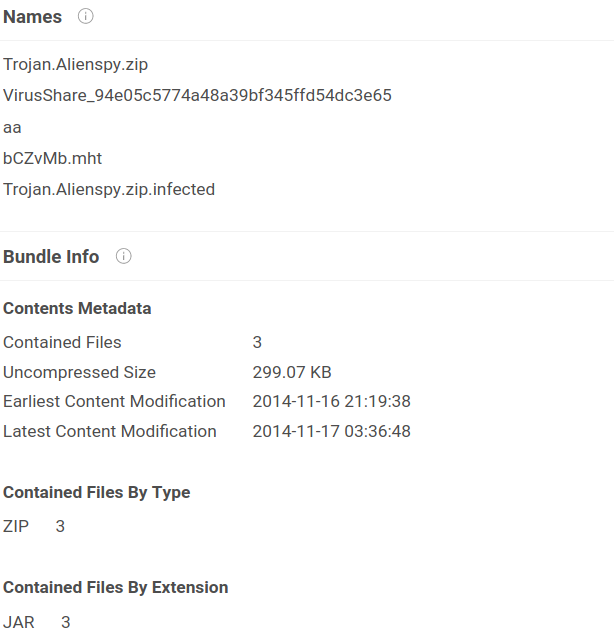 Names
Trojan.Alienspy.zip
VirusShare_94e05c5774a48a39bf345ffd54dc3e65
aa
bCZvMb.mht
Trojan.Alienspy.zip.infected
Bundle Info
Contents Metadata
Contained Files 3
Uncompressed Size 299.07 KB
Earliest Content Modification 2014-11-16 21:19:38
Latest Content Modification 2014-11-17 03:36:48
Contained Files By Type
ZIP 3
Contained Files By Extension
JAR 3